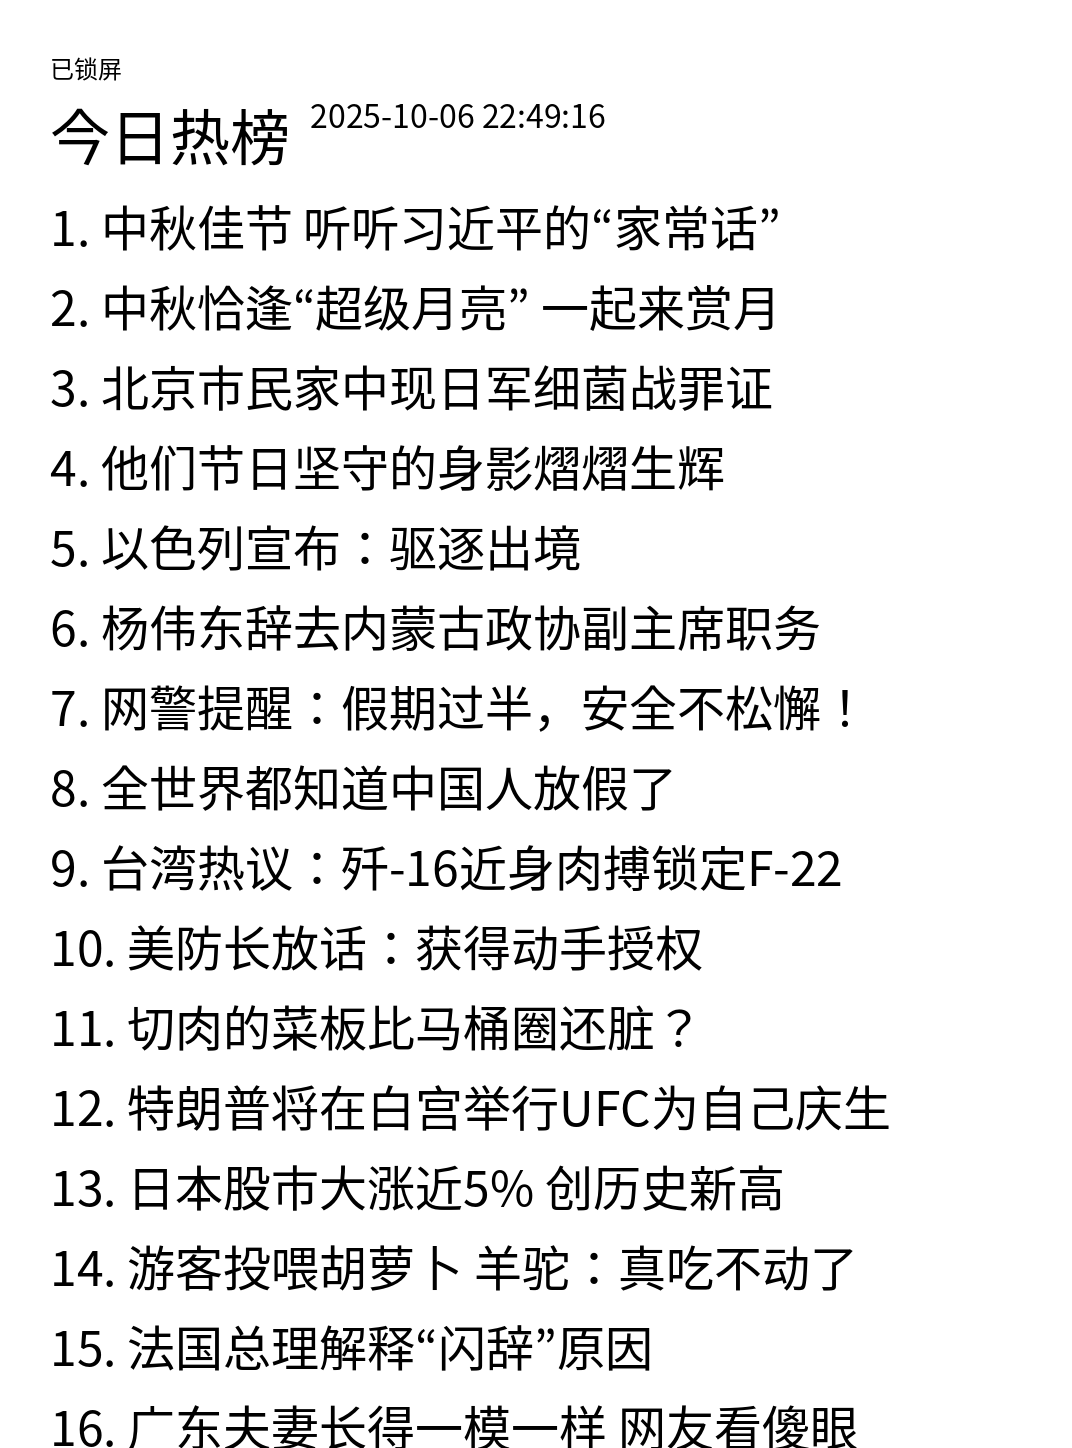 已锁屏
今日热榜 2025-10-06 22:49:16
1. 中秋佳节 听听习近平的“家常话”
2. 中秋恰逢“超级月亮” 一起来赏月
3. 北京市民家中现日军细菌战罪证
4. 他们节日坚守的身影熠熠生辉
5. 以色列宣布：驱逐出境
6. 杨伟东辞去内蒙古政协副主席职务
7. 网警提醒：假期过半，安全不松懈！
8. 全世界都知道中国人放假了
9. 台湾热议：歼-16近身肉搏锁定F-22
10. 美防长放话：获得动手授权
11. 切肉的菜板比马桶圈还脏？
12. 特朗普将在白宫举行UFC为自己庆生
13. 日本股市大涨近5% 创历史新高
14. 游客投喂胡萝卜 羊驼：真吃不动了
15. 法国总理解释“闪辞”原因
16. 广东夫妻长得一模一样 网友看傻眼